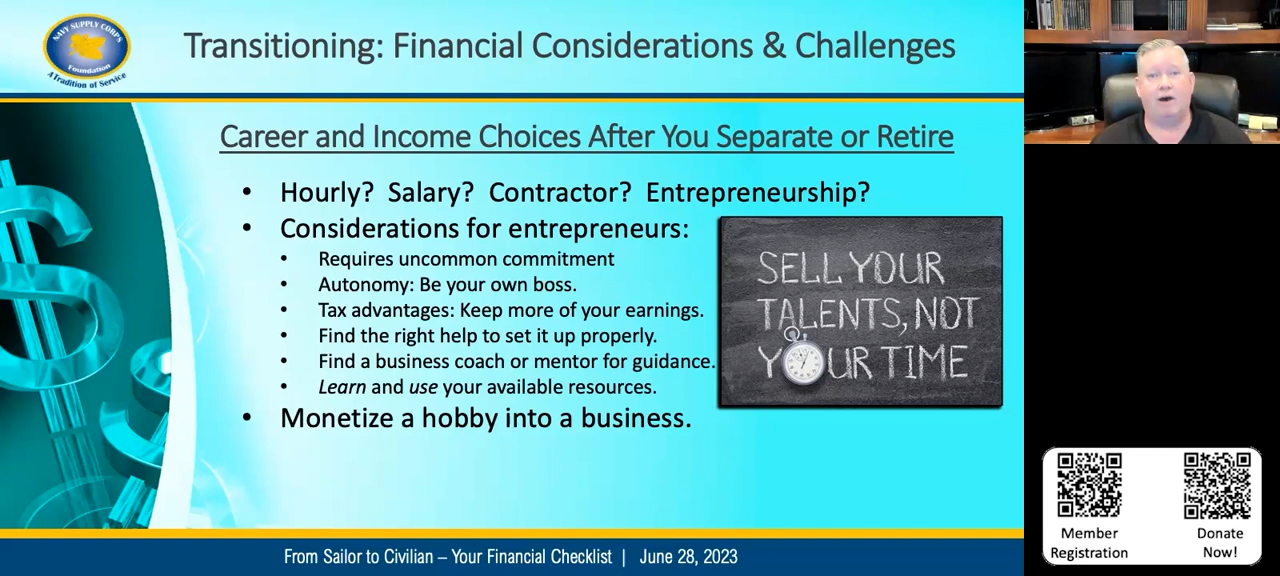 NAVY SUPPLY CORPS
Foundation
A Tradition of Service
Transitioning: Financial Considerations & Challenges
Career and Income Choices After You Separate or Retire
• Hourly? Salary? Contractor? Entrepreneurship?
• Considerations for entrepreneurs:
• Requires uncommon commitment
• Autonomy: Be your own boss.
• Tax advantages: Keep more of your earnings.
• Find the right help to set it up properly.
• Find a business coach or mentor for guidance.
• Learn and use your available resources.
• Monetize a hobby into a business.
SELL YOUR
TALENTS, NOT
YOUR TIME
Member
Registration
Donate
Now!
From Sailor to Civilian – Your Financial Checklist | June 28, 2023